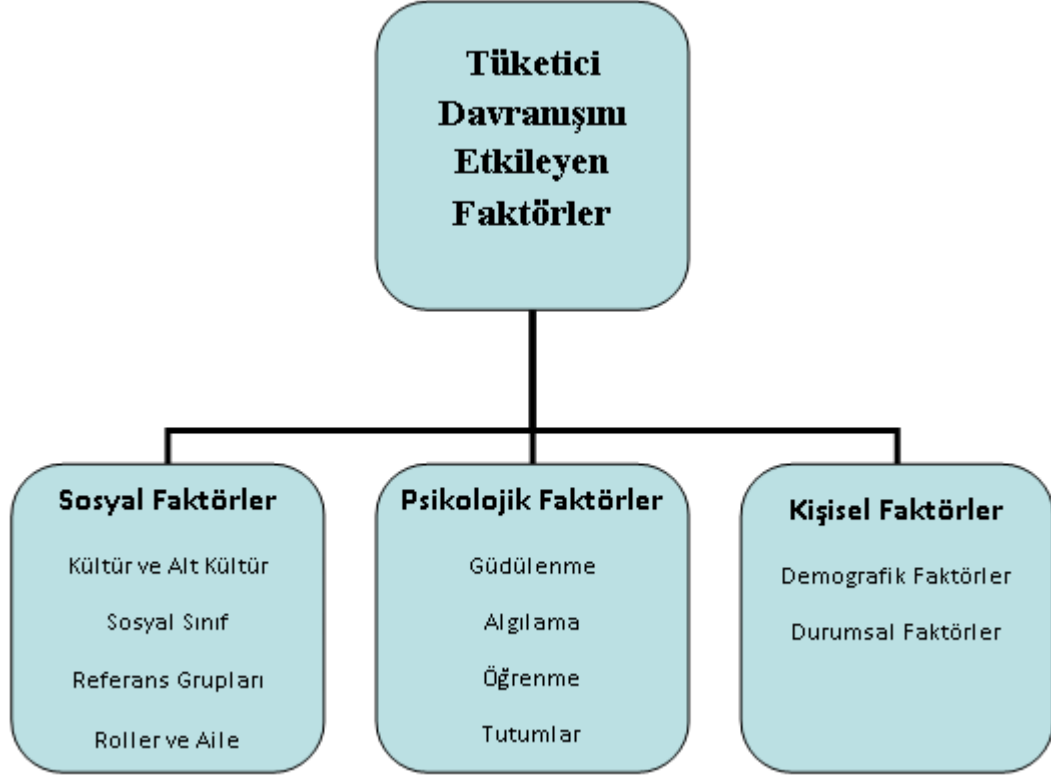 Tüketici
Davranışını
Etkileyen
Faktörler
Sosyal Faktörler
Kültür ve Alt Kültür
Sosyal Sınıf
Referans Grupları
Roller ve Aile
Psikolojik Faktörler
Güdülenme
Algılama
Öğrenme
Tutumlar
Kişisel Faktörler
Demografik Faktörler
Durumsal Faktörler